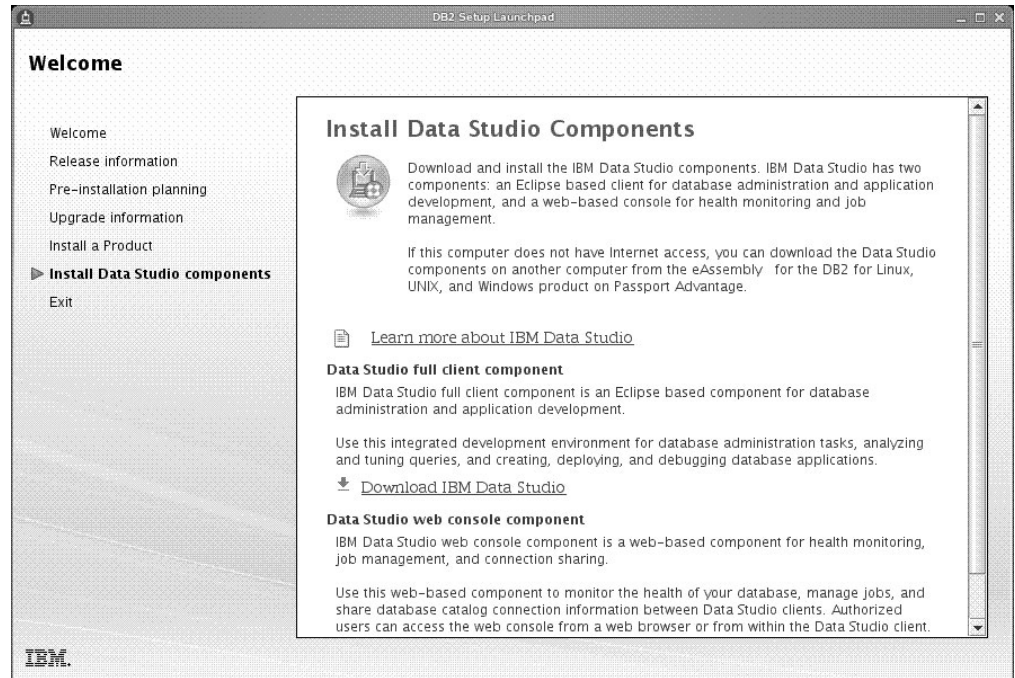 DB2 Setup Launchpad
Welcome
Welcome
Release information
Pre-installation planning
Upgrade information
Install a Product
Install Data Studio components
Exit
Install Data Studio Components
Download and install the IBM Data Studio components. IBM Data Studio has two
components: an Eclipse based client for database administration and application
development, and a web-based console for health monitoring and job
management.
If this computer does not have Internet access, you can download the Data Studio
components on another computer from the eAssembly for the DB2 for Linux,
UNIX, and Windows product on Passport Advantage.
Learn more about IBM Data Studio
Data Studio full client component
IBM Data Studio full client component is an Eclipse based component for database
administration and application development.
Use this integrated development environment for database administration tasks, analyzing
and tuning queries, and creating, deploying, and debugging database applications.
Download IBM Data Studio
Data Studio web console component
IBM Data Studio web console component is a web-based component for health monitoring,
job management, and connection sharing.
Use this web-based component to monitor the health of your database, manage jobs, and
share database catalog connection information between Data Studio clients. Authorized
users can access the web console from a web browser or from within the Data Studio client.
IBM.